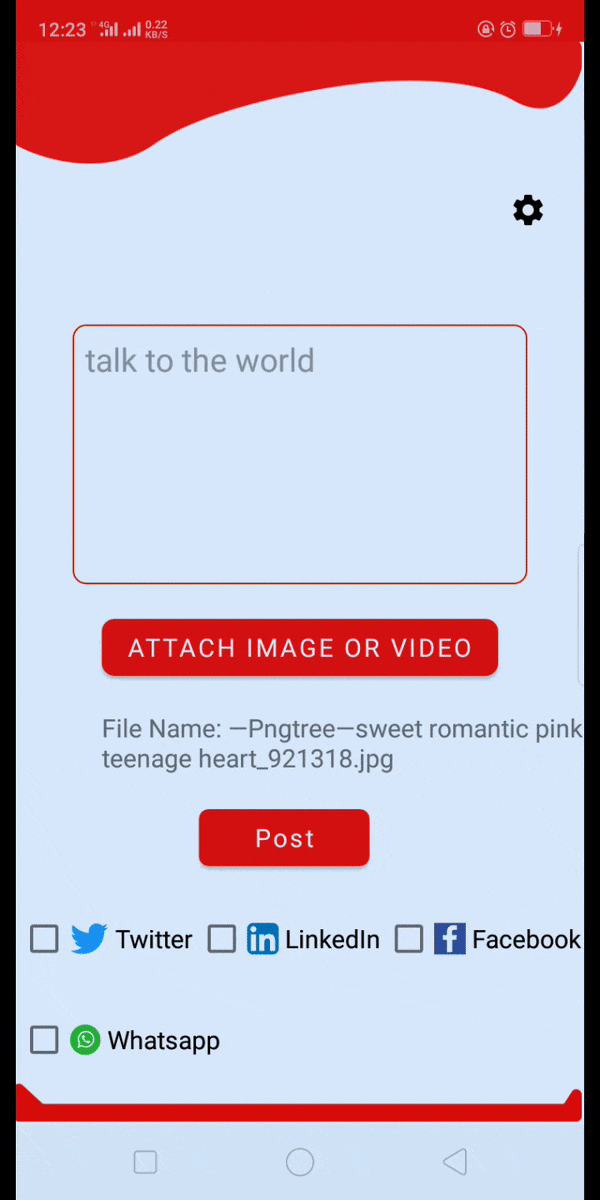 12:23 4G 0.22 KB/S
talk to the world
ATTACH IMAGE OR VIDEO
File Name: —Pngtree—sweet romantic pink
teenage heart_921318.jpg
Post
Twitter in LinkedIn f Facebook
Whatsapp